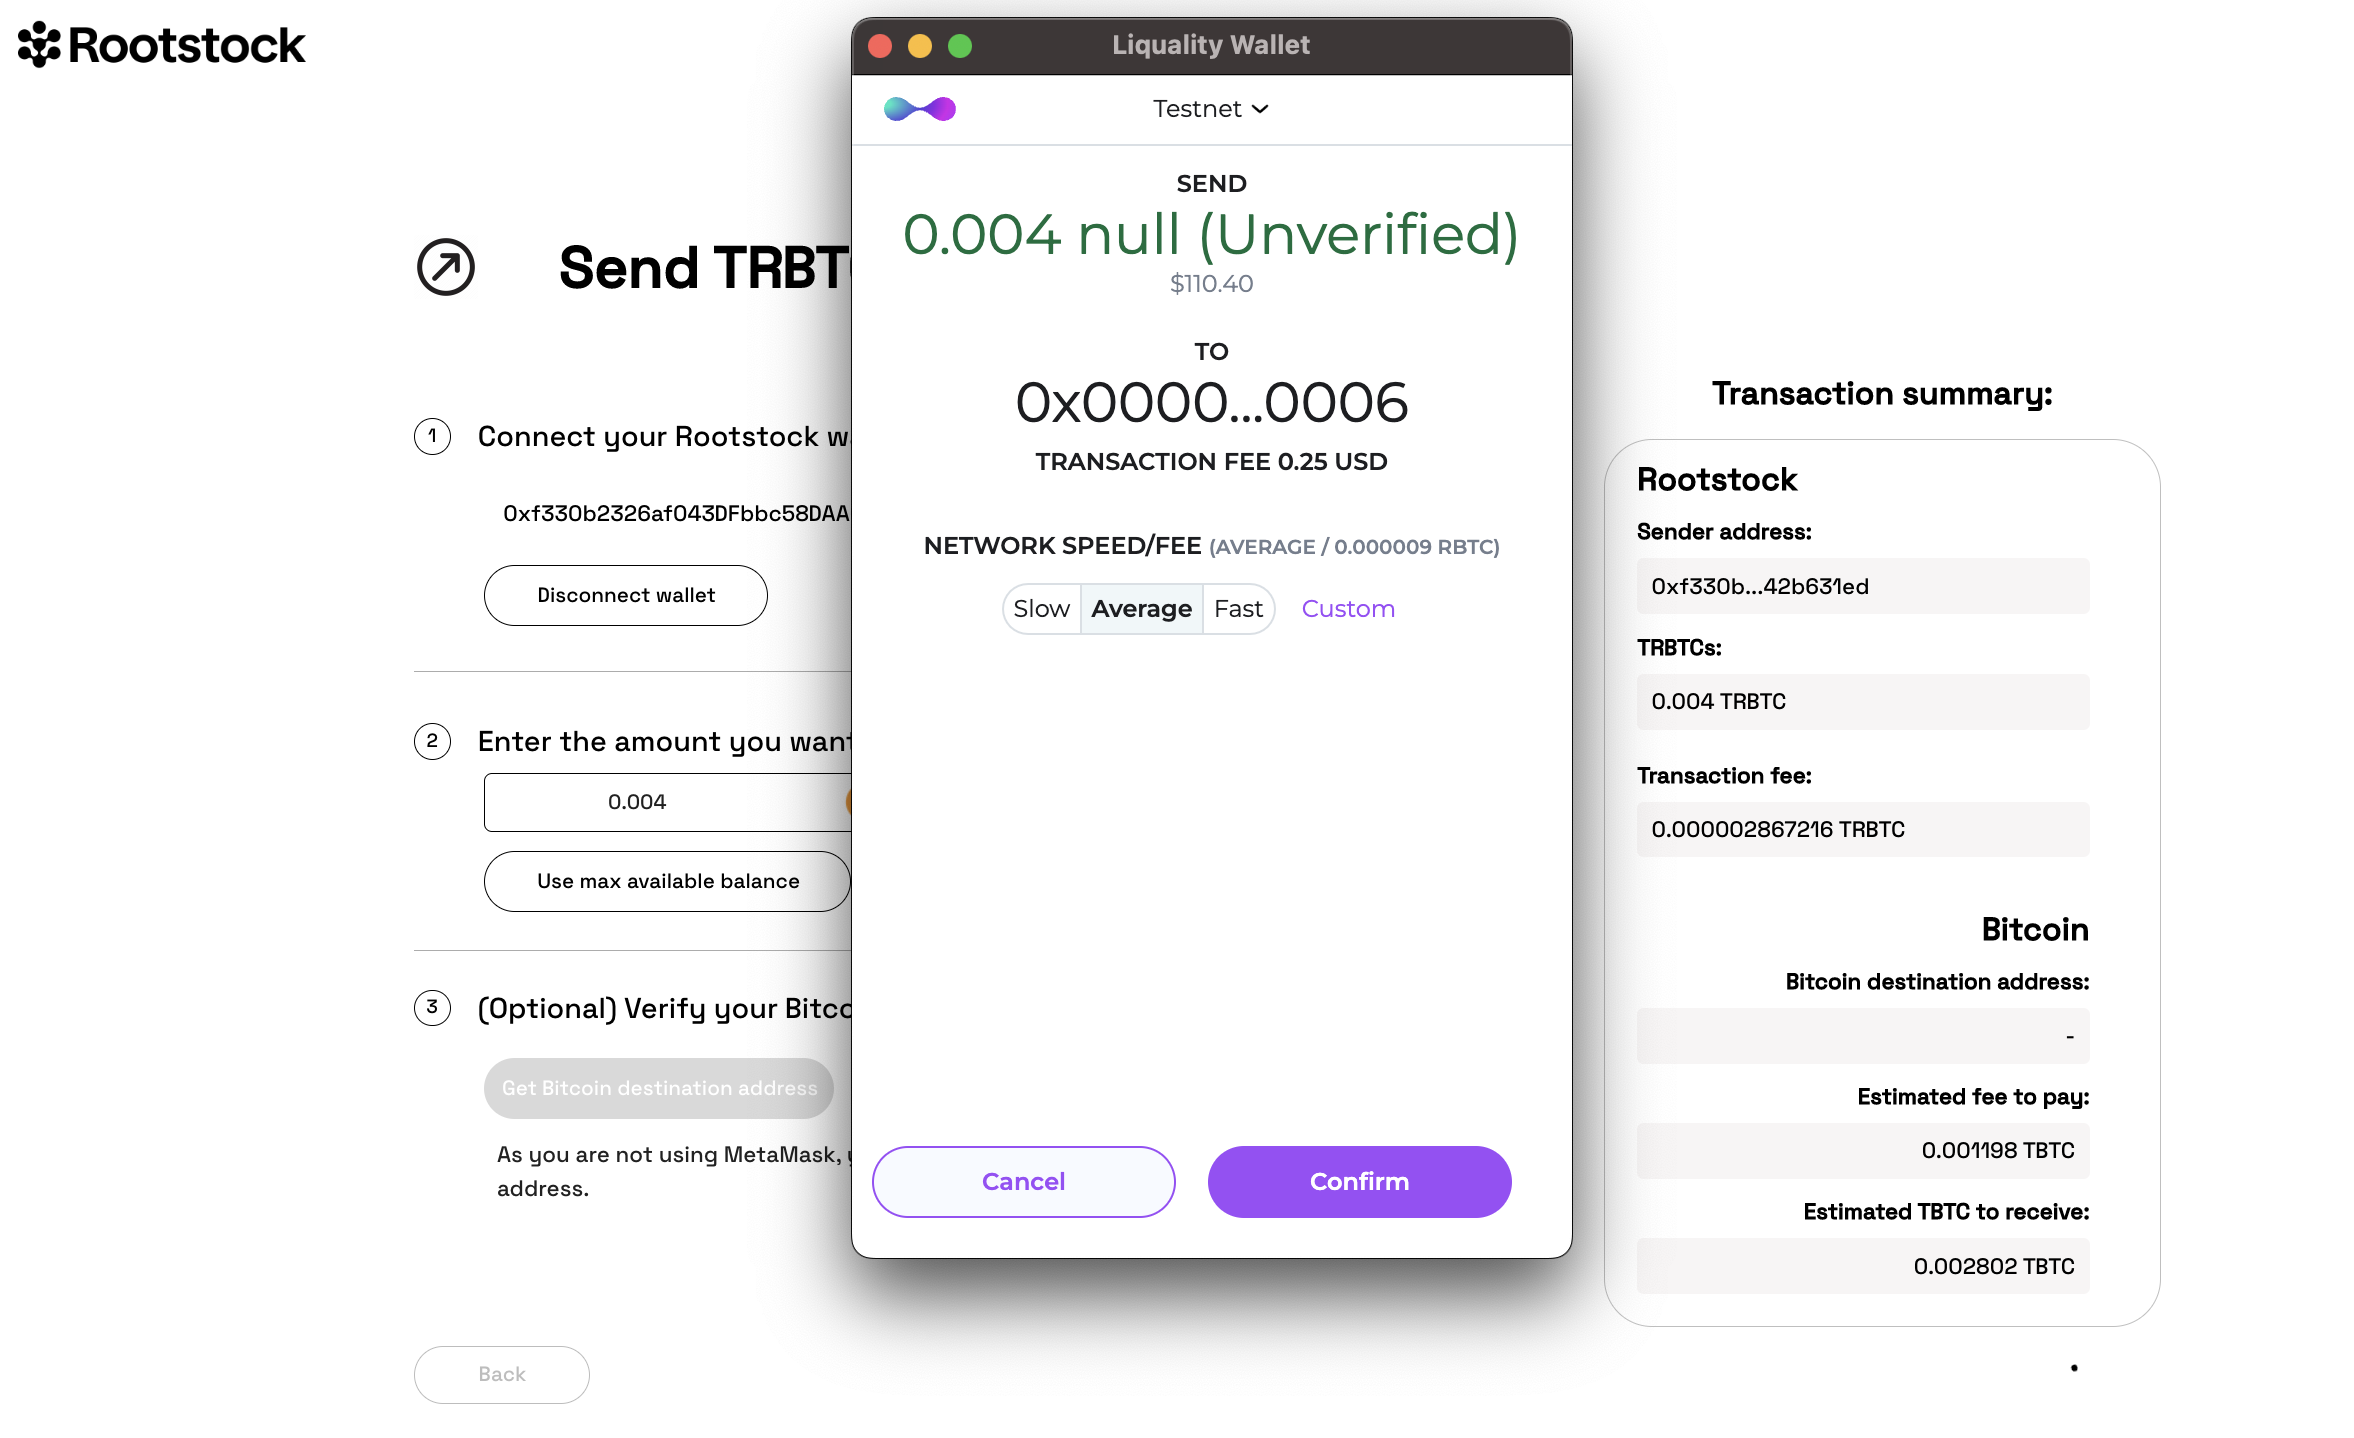 Rootstock
Send TRBT
1 Connect your Rootstock w
0xf330b2326af043DFbbc58DAA
Disconnect wallet
2 Enter the amount you want
0.004
Use max available balance
3 (Optional) Verify your Bitco
Get Bitcoin destination address
As you are not using MetaMask, y
address.
Back
Liquality Wallet
Testnet
SEND
0.004 null (Unverified)
$110.40
TO
0x0000...0006
TRANSACTION FEE 0.25 USD
NETWORK SPEED/FEE (AVERAGE / 0.000009 RBTC)
Slow Average Fast Custom
Cancel Confirm
Transaction summary:
Rootstock
Sender address:
0xf330b...42b631ed
TRBTCs:
0.004 TRBTC
Transaction fee:
0.000002867216 TRBTC
Bitcoin
Bitcoin destination address:
-
Estimated fee to pay:
0.001198 TBTC
Estimated TBTC to receive:
0.002802 TBTC